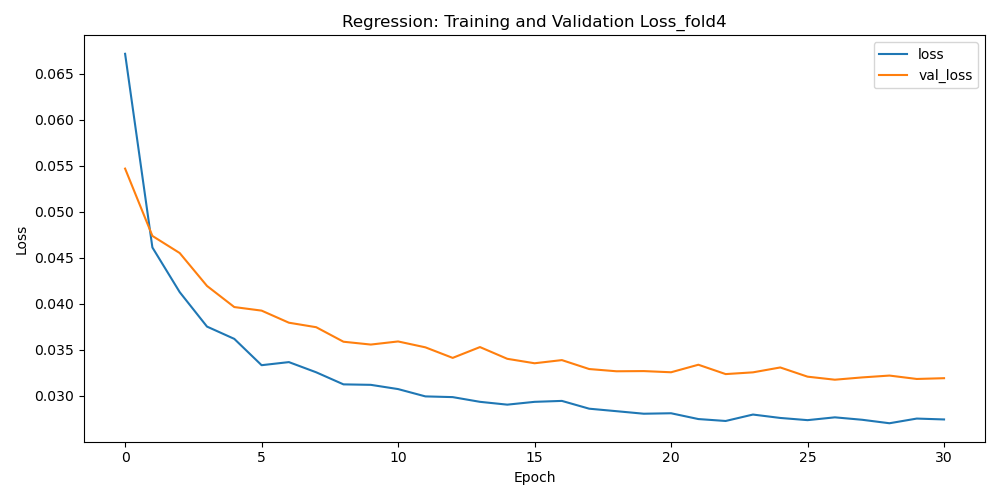 Regression: Training and Validation Loss_fold4
loss
val_loss
0.065
0.060
0.055
0.050
0.045
0.040
0.035
0.030
Loss
0 5 10 15 20 25 30
Epoch